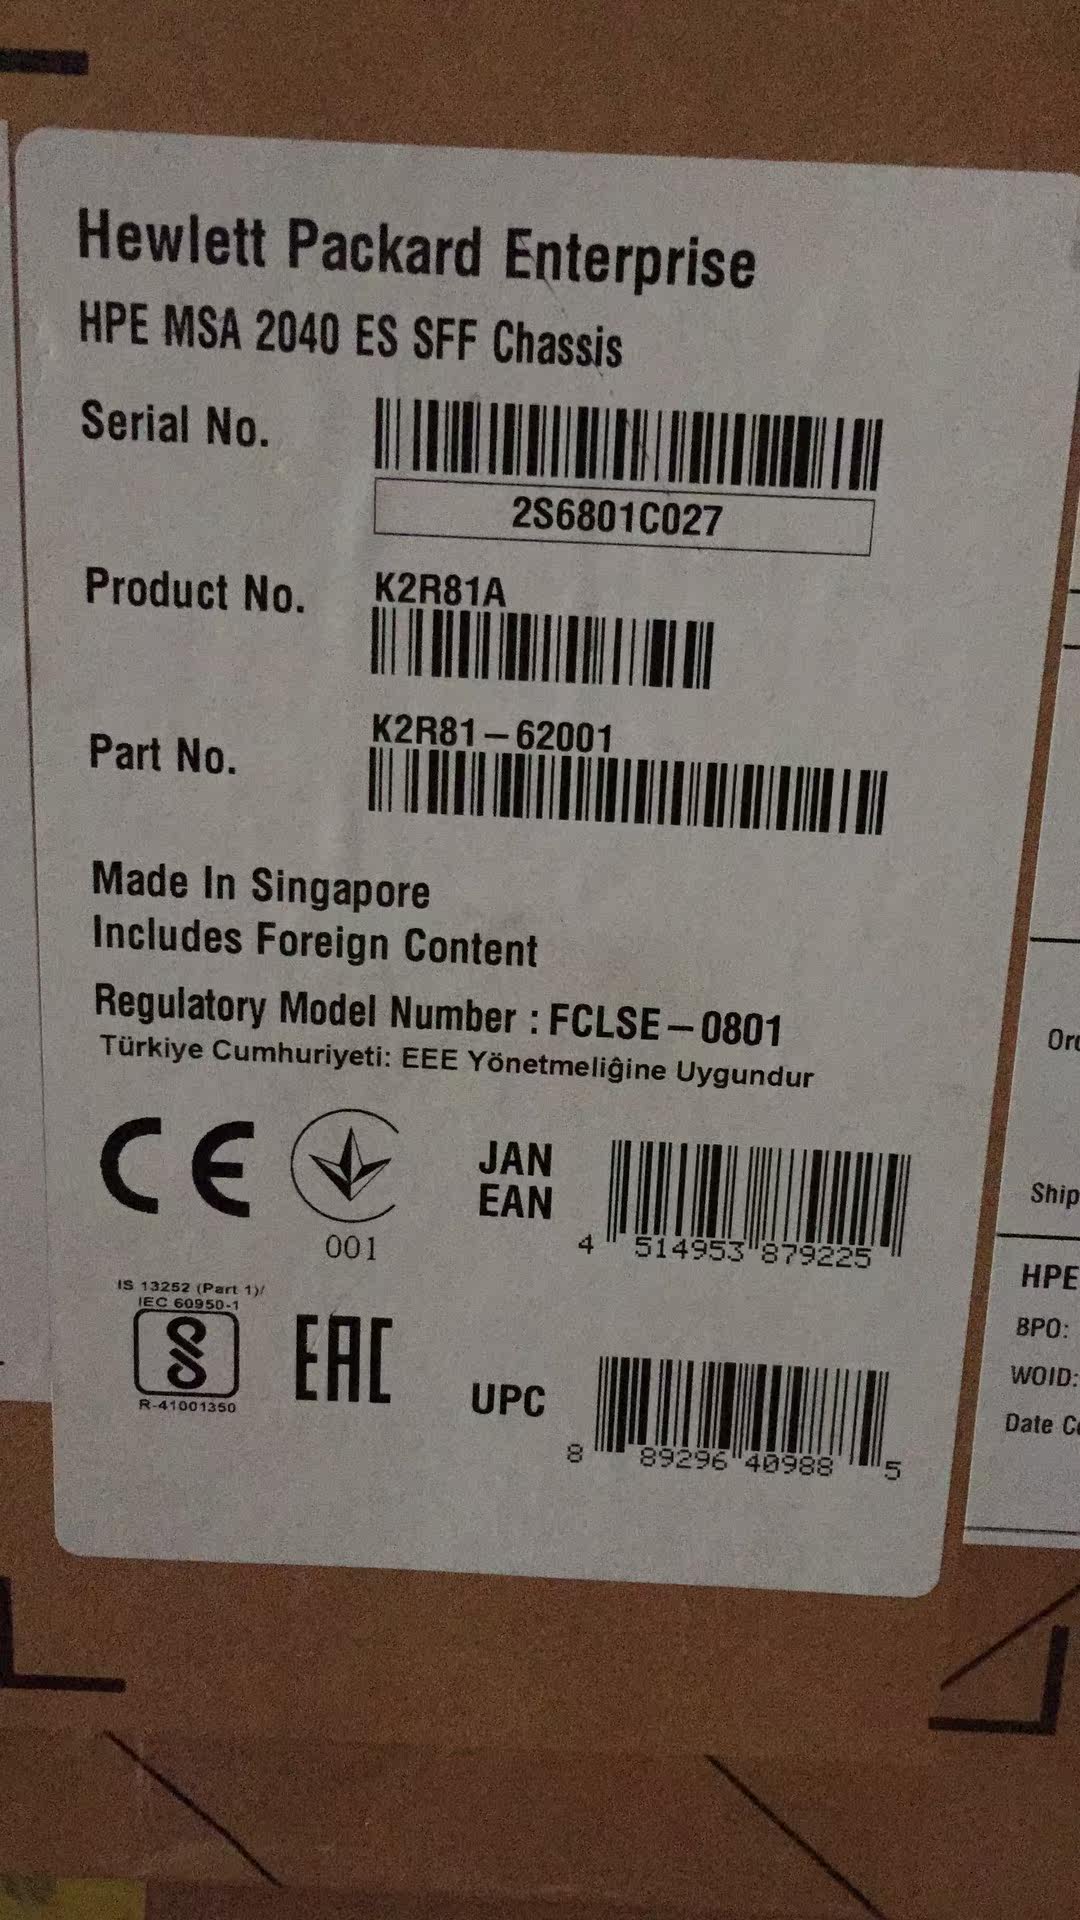 Hewlett Packard Enterprise
HPE MSA 2040 ES SFF Chassis
Serial No.
2S6801C027
Product No.
K2R81A
Part No.
K2R81-62001
Made In Singapore
Includes Foreign Content
Regulatory Model Number : FCLSE-0801
Türkiye Cumhuriyeti: EEE Yönetmeliĝine Uygundur
CE
001
JAN
EAN
4 514953 879225
IS 13252 (Part 1)/
IEC 60950-1
R-41001350
EAC
UPC
8 89296 40988 5
Ship
HPE
BPO:
WOID:
Date